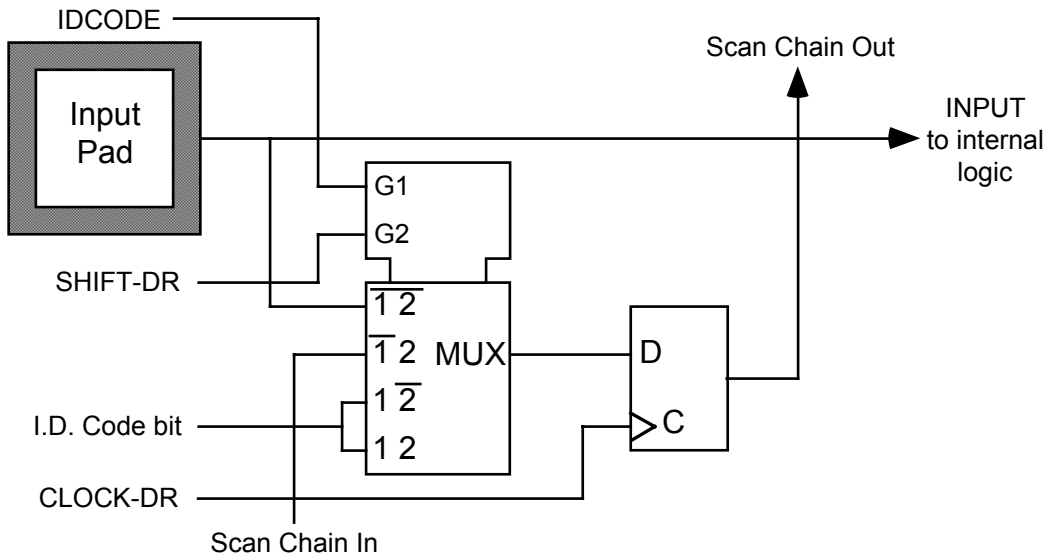 IDCODE
Scan Chain Out
Input
Pad
INPUT
to internal
logic
G1
G2
SHIFT-DR
1̅ 2̅
1̅ 2
MUX
D
1 2̅
I.D. Code bit
C
1 2
CLOCK-DR
Scan Chain In